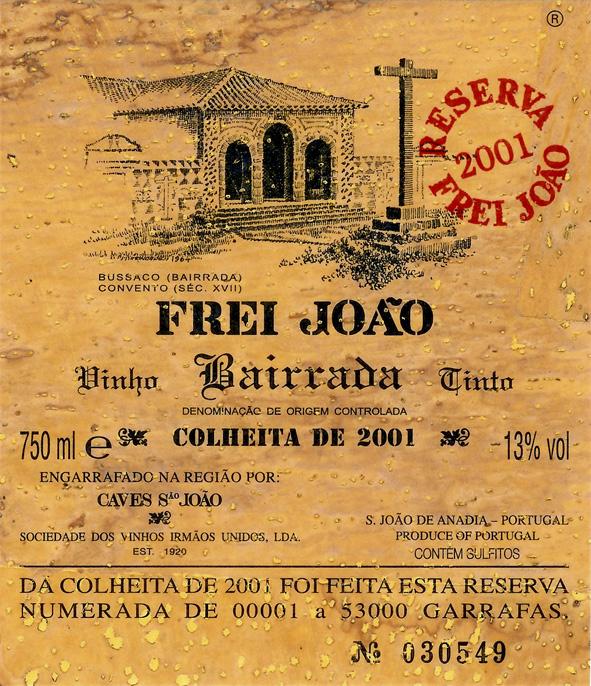 ®
RESERVA
2001
FREI JOÃO
BUSSACO (BAIRRADA)
CONVENTO (SÉC. XVII)
FREI JOÃO
Vinho Bairrada Tinto
DENOMINAÇÃO DE ORIGEM CONTROLADA
750 ml e COLHEITA DE 2001 13% vol
ENGARRAFADO NA REGIÃO POR:
CAVES SÃO JOÃO
SOCIEDADE DOS VINHOS IRMÃOS UNIDOS, LDA.
EST. 1920
S. JOÃO DE ANADIA – PORTUGAL
PRODUCE OF PORTUGAL
CONTÉM SULFITOS
DA COLHEITA DE 2001 FOI FEITA ESTA RESERVA
NUMERADA DE 00001 a 53000 GARRAFAS.
№ 030549